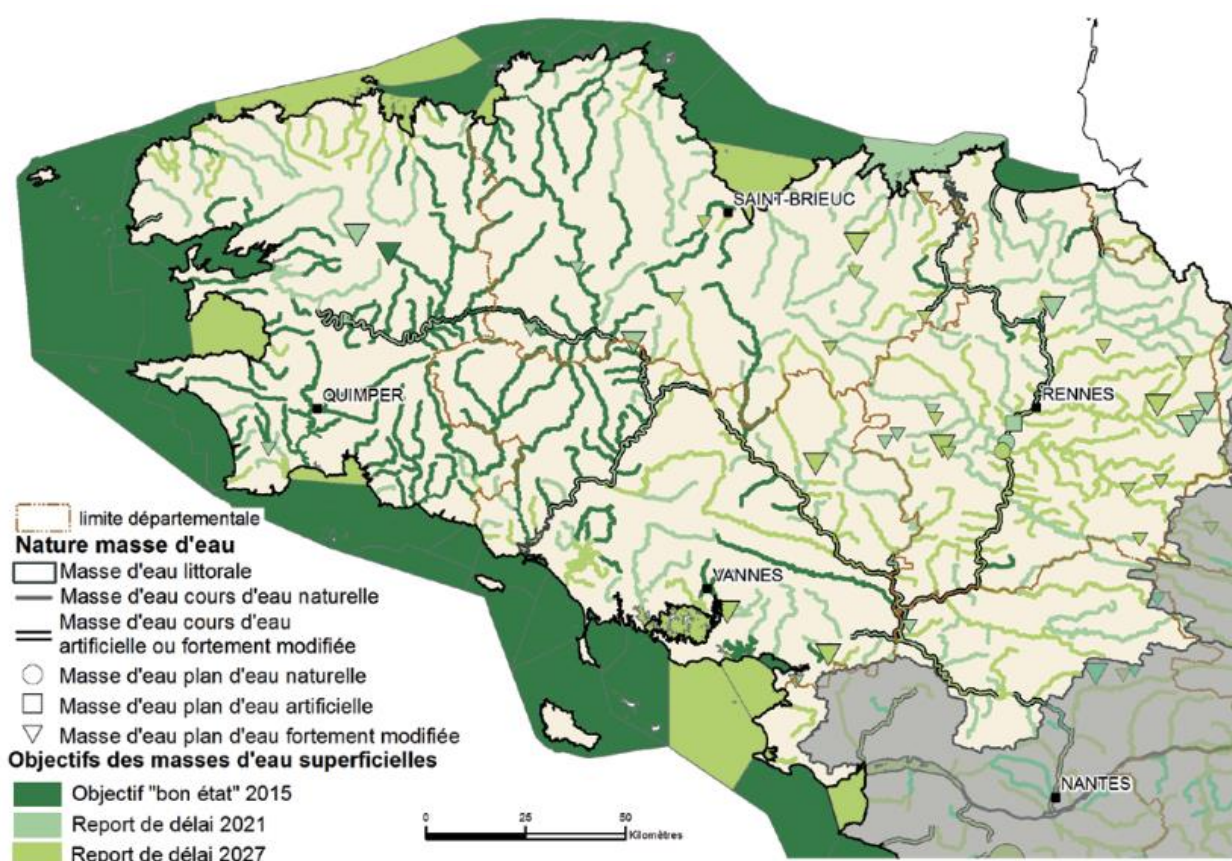 SAINT-BRIEUC
QUIMPER
RENNES
VANNES
NANTES
limite départementale
Nature masse d'eau
Masse d'eau littorale
Masse d'eau cours d'eau naturelle
Masse d'eau cours d'eau
artificielle ou fortement modifiée
Masse d'eau plan d'eau naturelle
Masse d'eau plan d'eau artificielle
Masse d'eau plan d'eau fortement modifiée
Objectifs des masses d'eau superficielles
Objectif "bon état" 2015
Report de délai 2021
Report de délai 2027
0 25 50
Kilomètres